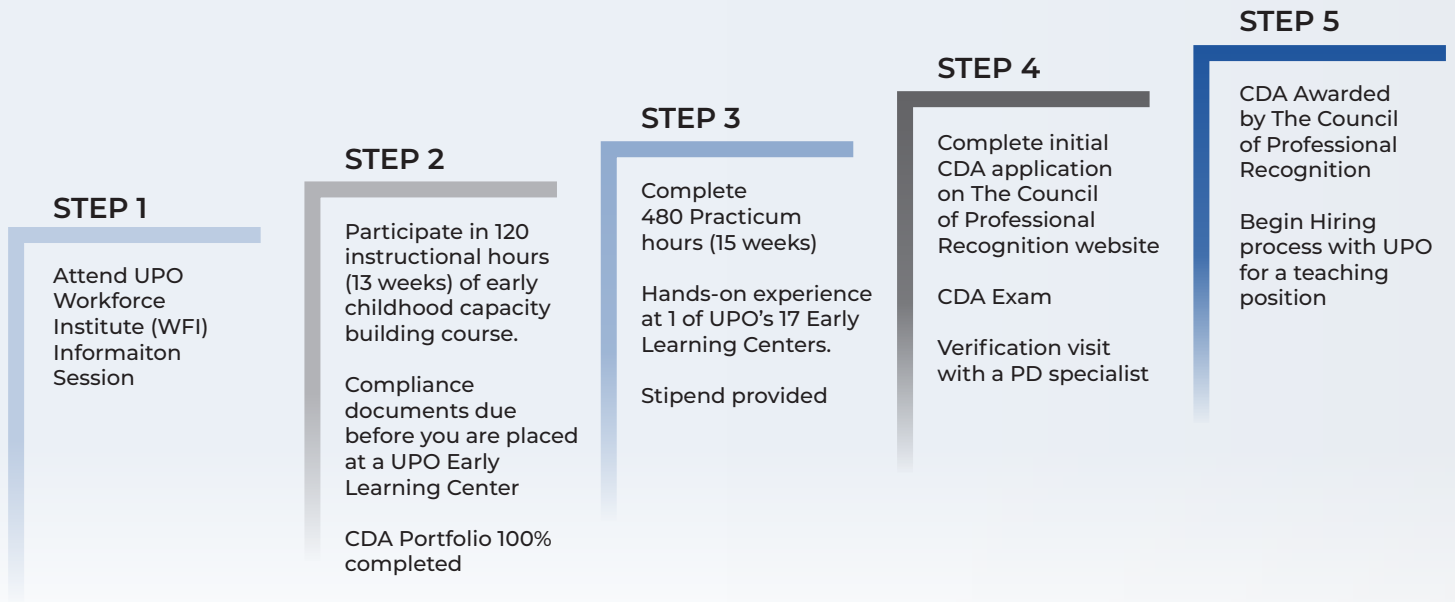 STEP 1
Attend UPO
Workforce
Institute (WFI)
Informaiton
Session
STEP 2
Participate in 120
instructional hours
(13 weeks) of early
childhood capacity
building course.
Compliance
documents due
before you are placed
at a UPO Early
Learning Center
CDA Portfolio 100%
completed
STEP 3
Complete
480 Practicum
hours (15 weeks)
Hands-on experience
at 1 of UPO’s 17 Early
Learning Centers.
Stipend provided
STEP 4
Complete initial
CDA application
on The Council
of Professional
Recognition website
CDA Exam
Verification visit
with a PD specialist
STEP 5
CDA Awarded
by The Council
of Professional
Recognition
Begin Hiring
process with UPO
for a teaching
position